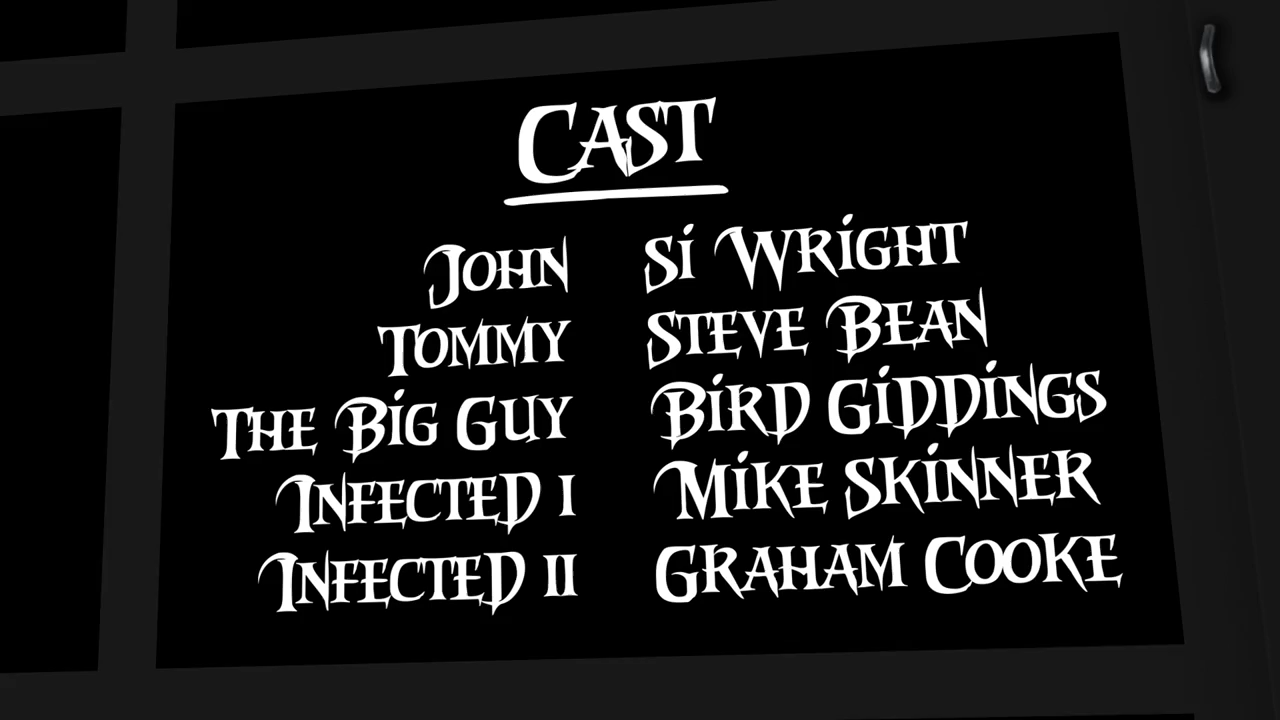 Cast
John Si Wright
Tommy Steve Bean
The Big Guy Bird Giddings
Infected I Mike Skinner
Infected II Graham Cooke